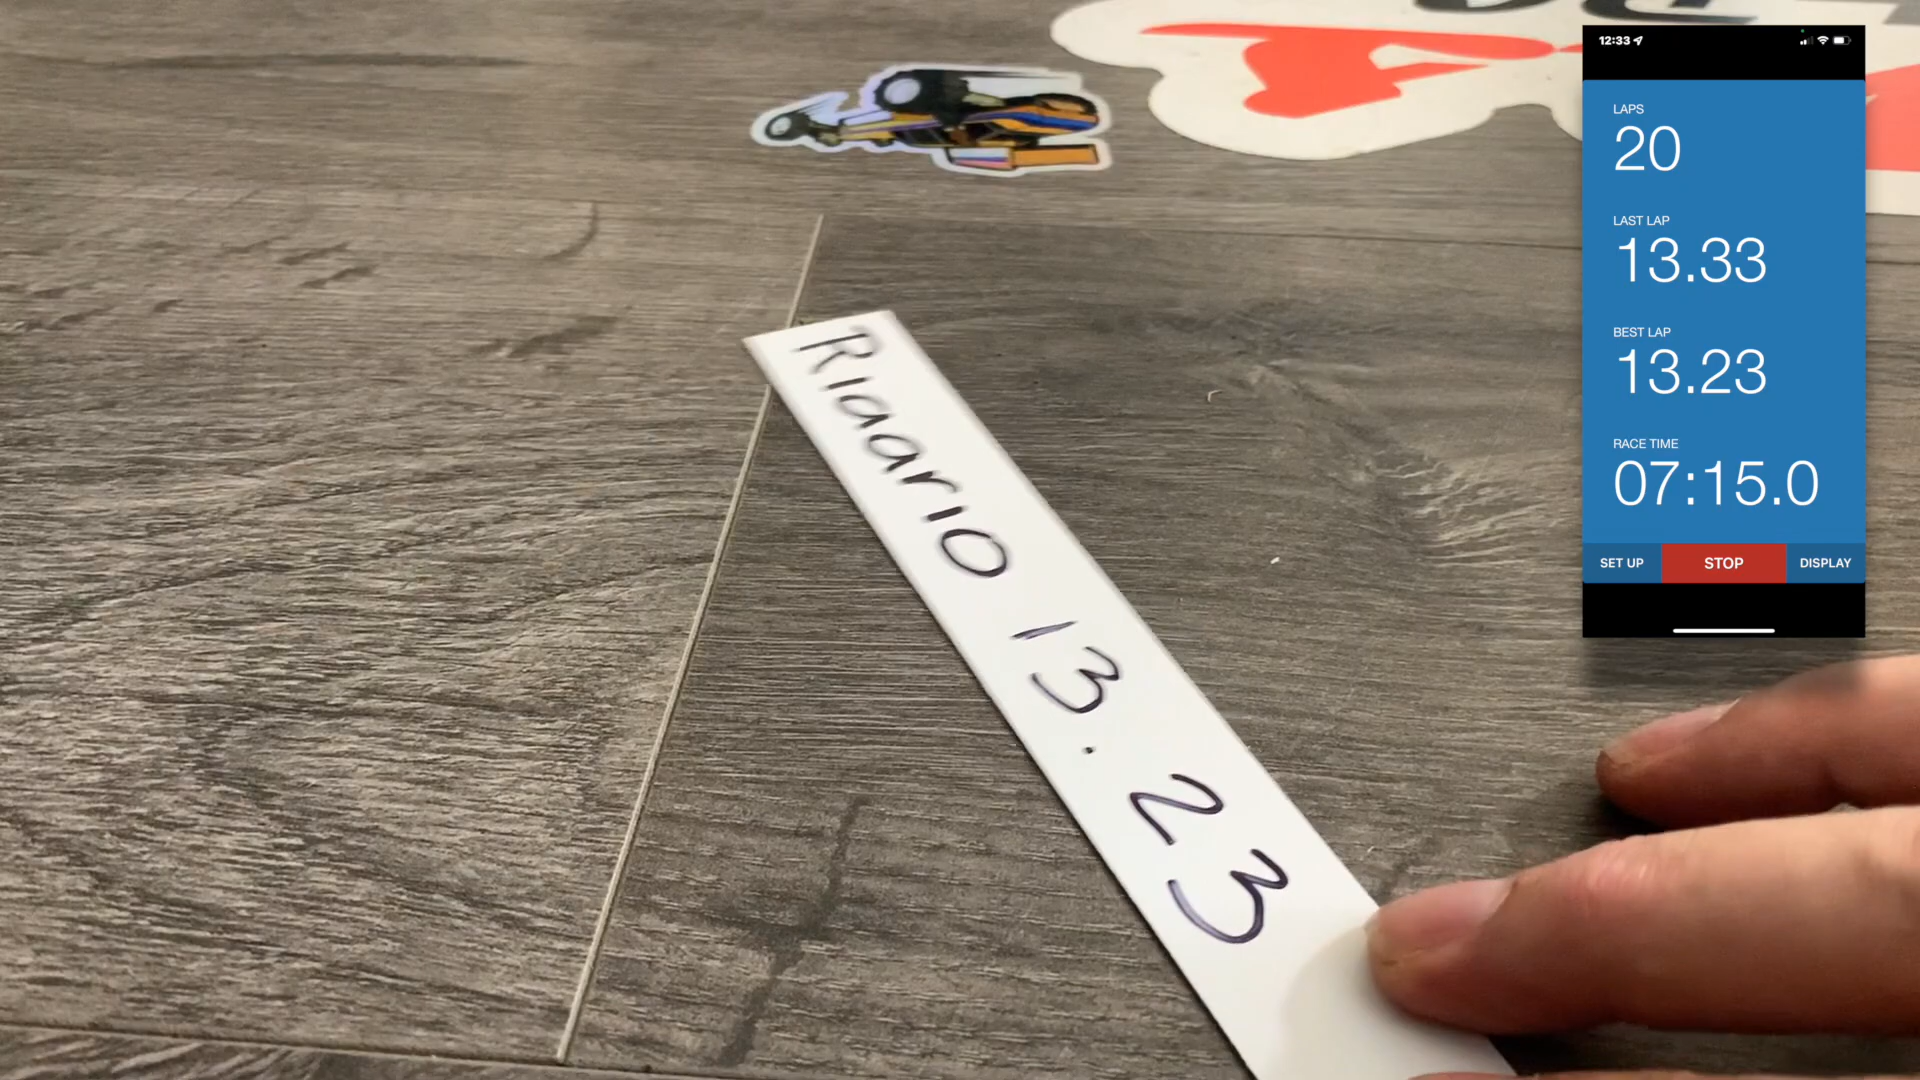 12:33
LAPS
20
LAST LAP
13.33
BEST LAP
13.23
RACE TIME
07:15.0
SET UP STOP DISPLAY
Riaario 13.23